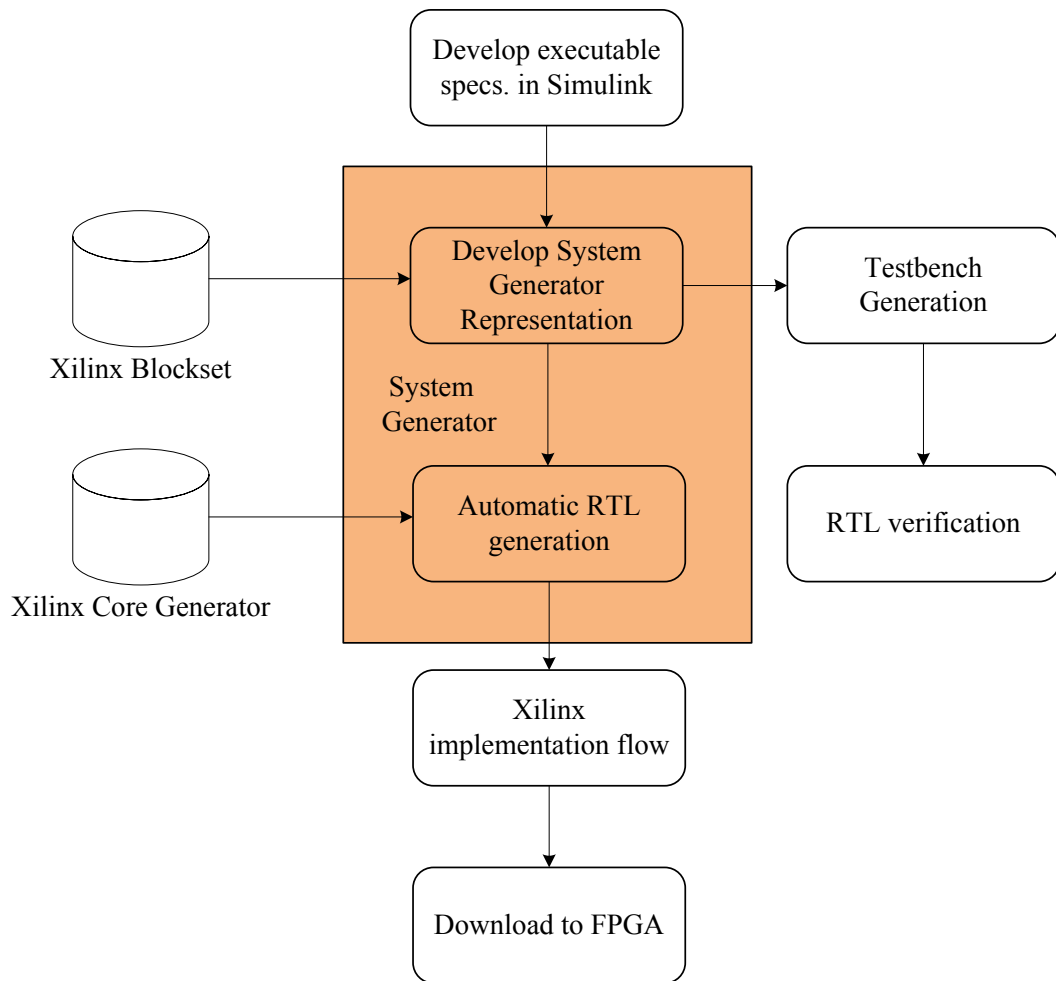 Develop executable
specs. in Simulink
Develop System
Generator
Representation
Testbench
Generation
Xilinx Blockset
System
Generator
Automatic RTL
generation
RTL verification
Xilinx Core Generator
Xilinx
implementation flow
Download to FPGA